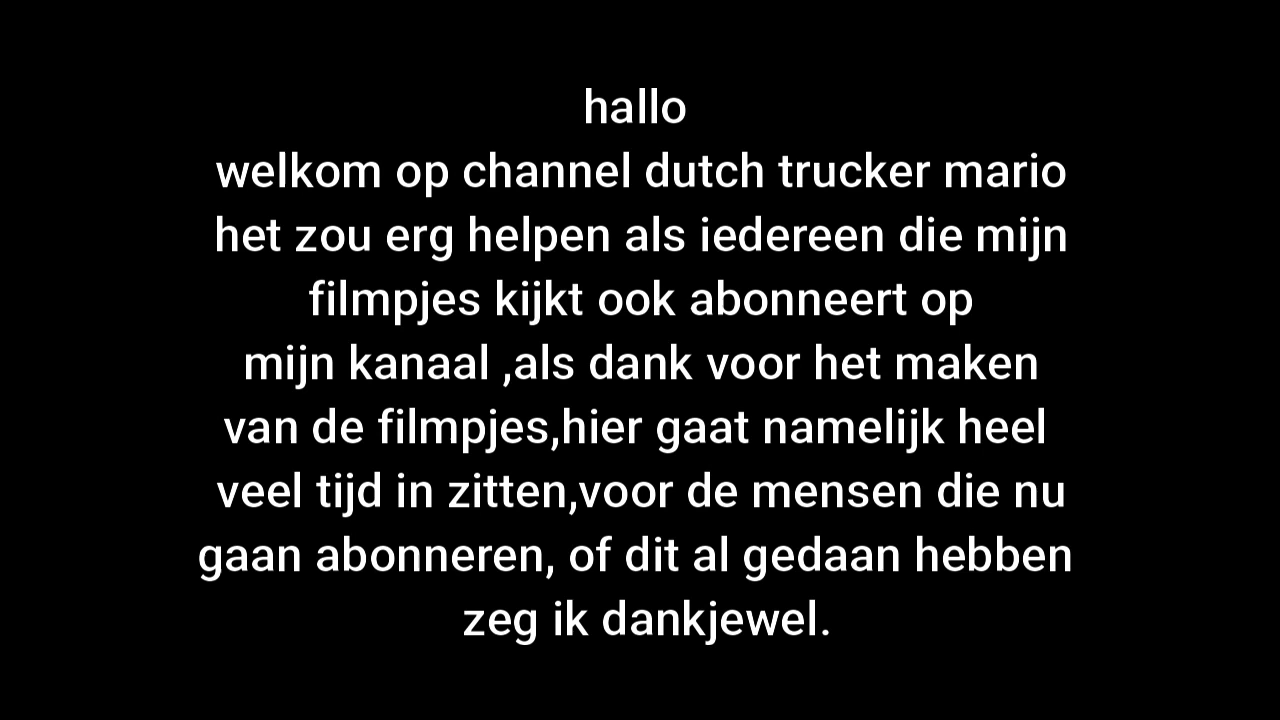 hallo
welkom op channel dutch trucker mario
het zou erg helpen als iedereen die mijn
filmpjes kijkt ook abonneert op
mijn kanaal ,als dank voor het maken
van de filmpjes,hier gaat namelijk heel
veel tijd in zitten,voor de mensen die nu
gaan abonneren, of dit al gedaan hebben
zeg ik dankjewel.